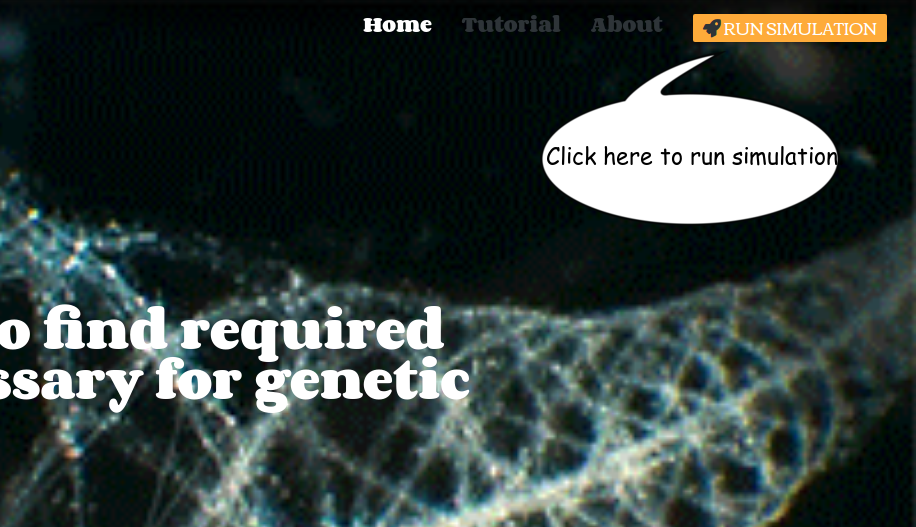 Home Tutorial About RUN SIMULATION
Click here to run simulation
o find required
ssary for genetic